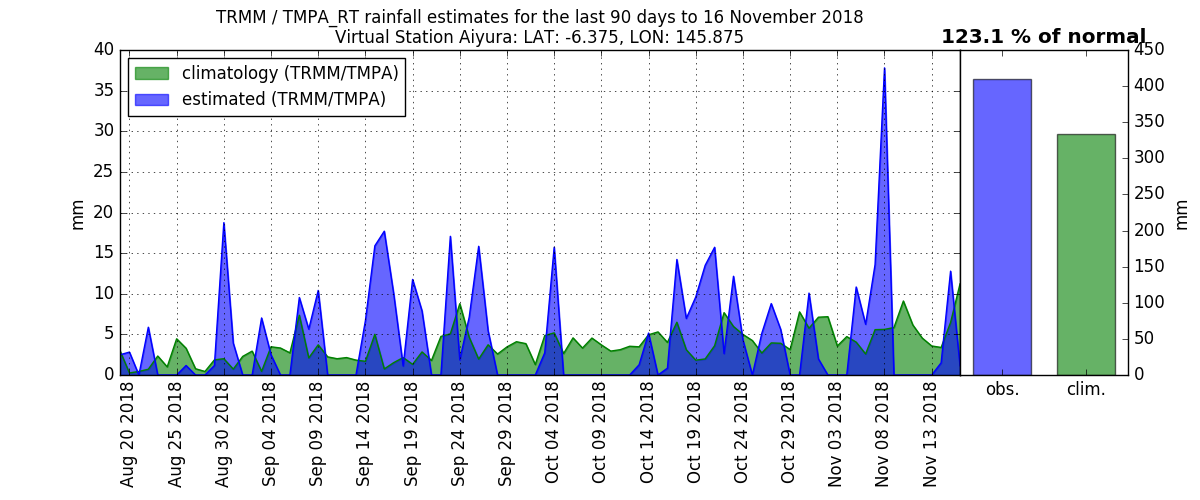 TRMM / TMPA_RT rainfall estimates for the last 90 days to 16 November 2018
Virtual Station Aiyura: LAT: -6.375, LON: 145.875
123.1 % of normal
climatology (TRMM/TMPA)
estimated (TRMM/TMPA)
40
35
30
25
20
15
10
5
0
mm
Aug 20 2018
Aug 25 2018
Aug 30 2018
Sep 04 2018
Sep 09 2018
Sep 14 2018
Sep 19 2018
Sep 24 2018
Sep 29 2018
Oct 04 2018
Oct 09 2018
Oct 14 2018
Oct 19 2018
Oct 24 2018
Oct 29 2018
Nov 03 2018
Nov 08 2018
Nov 13 2018
450
400
350
300
250
200
150
100
50
0
mm
obs.
clim.